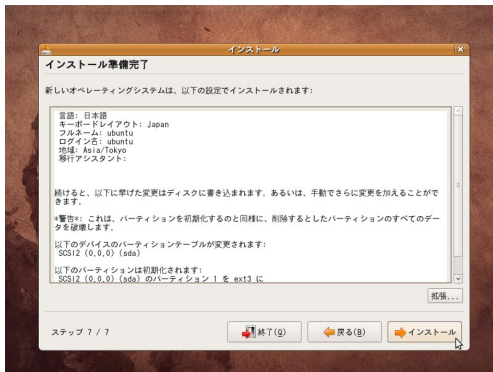 インストール
インストール準備完了
新しいオペレーティングシステムは、以下の設定でインストールされます:
言語: 日本語
キーボードレイアウト: Japan
フルネーム: ubuntu
ログイン名: ubuntu
地域: Asia/Tokyo
移行アシスタント:
続けると、以下に挙げた変更はディスクに書き込まれます。あるいは、手動でさらに変更を加えることがで
きます。
*警告*: これは、パーティションを初期化するのと同様に、削除するとしたパーティションのすべてのデー
タを破壊します。
以下のデバイスのパーティションテーブルが変更されます:
SCSI2 (0,0,0) (sda)
以下のパーティションは初期化されます:
SCSI2 (0,0,0) (sda) のパーティション 1 を ext3 に
拡張...
ステップ 7 / 7
終了(Q)
戻る(B)
インストール